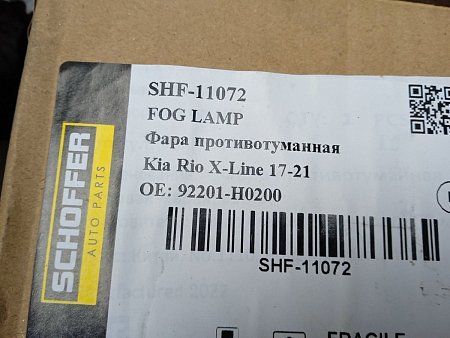 SHF-11072
FOG LAMP
Фара противотуманная
Kia Rio X-Line 17-21
OE: 92201-H0200
SHF-11072
SCHOFFER
AUTO PARTS
FRAGILE